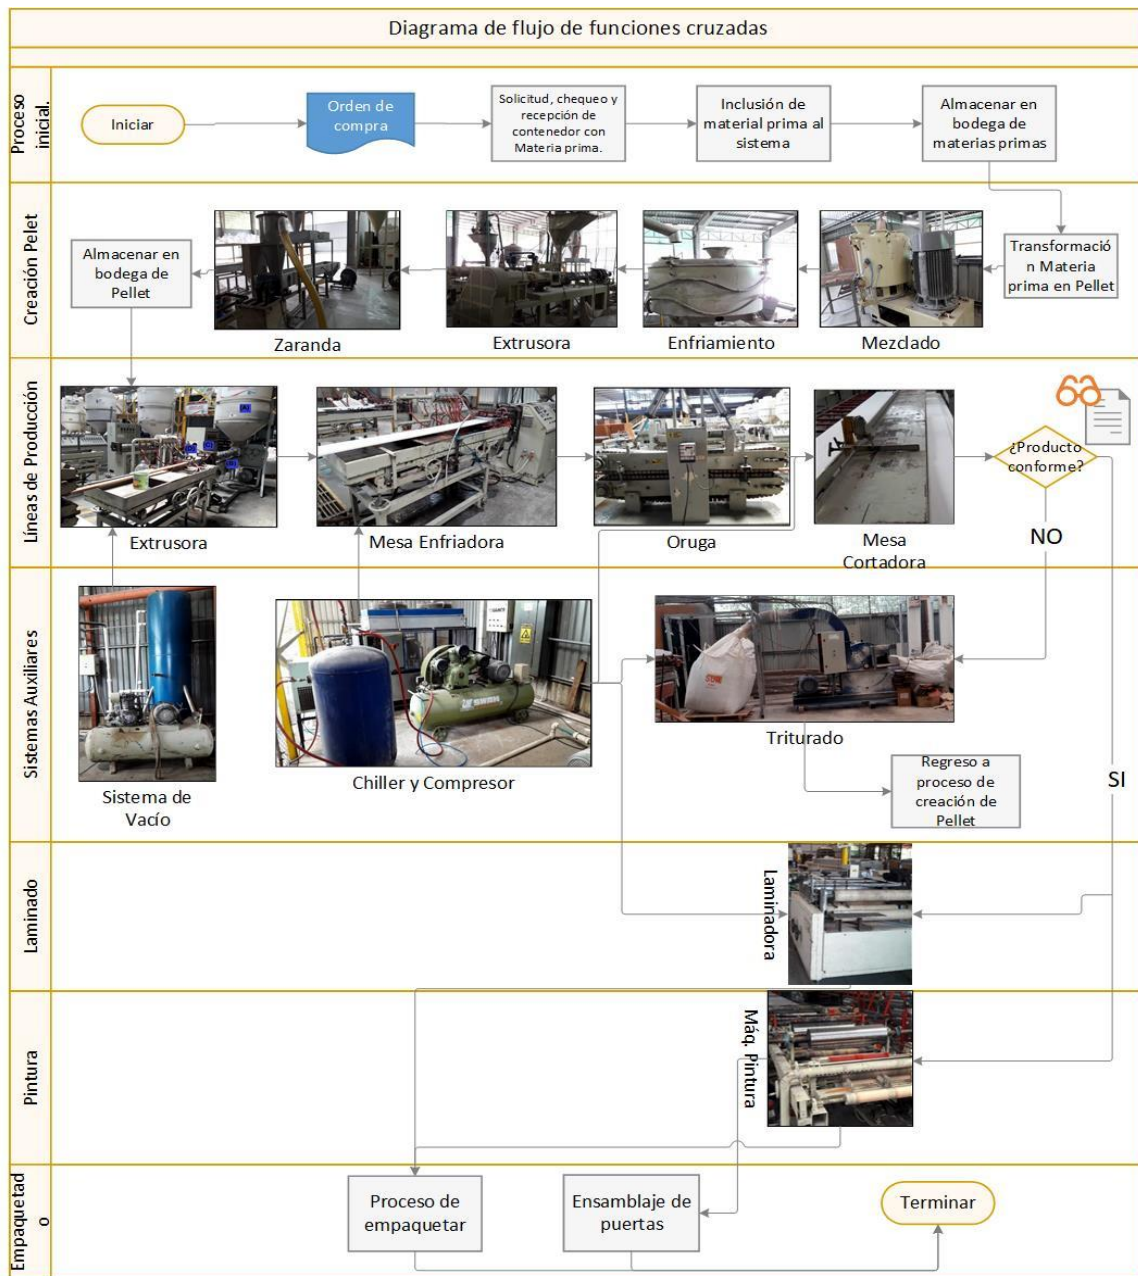 Diagrama de flujo de funciones cruzadas
Proceso
inicial.
Iniciar
Orden de
compra
Solicitud, chequeo y
recepción de
contenedor con
Materia prima.
Inclusión de
material prima al
sistema
Almacenar en
bodega de
materias primas
Creación Pelet
Almacenar en
bodega de
Pellet
Zaranda
Extrusora
Enfriamiento
Mezclado
Transformació
n Materia
prima en Pellet
Líneas de Producción
Extrusora
Mesa Enfriadora
Oruga
Mesa
Cortadora
¿Producto
conforme?
NO
SI
Sistemas Auxiliares
Sistema de
Vacío
Chiller y Compresor
Triturado
Regreso a
proceso de
creación de
Pellet
Laminado
Laminadora
Pintura
Máq. Pintura
Empaquetad
o
Proceso de
empaquetar
Ensamblaje de
puertas
Terminar